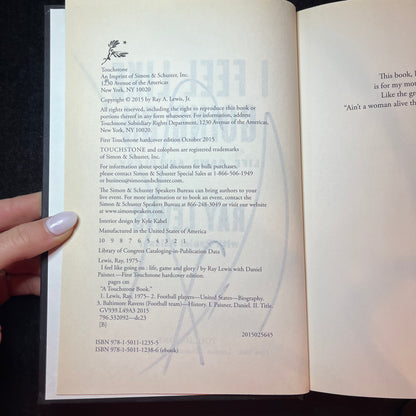 Touchstone
An Imprint of Simon & Schuster, Inc.
1230 Avenue of the Americas
New York, NY 10020
Copyright © 2015 by Ray A. Lewis, Jr.
All rights reserved, including the right to reproduce this book or
portions thereof in any form whatsoever. For information, address
Touchstone Subsidiary Rights Department, 1230 Avenue of the Americas,
New York, NY 10020.
First Touchstone hardcover edition October 2015
TOUCHSTONE and colophon are registered trademarks
of Simon & Schuster, Inc.
For information about special discounts for bulk purchases,
please contact Simon & Schuster Special Sales at 1-866-506-1949
or business@simonandschuster.com.
The Simon & Schuster Speakers Bureau can bring authors to your
live event. For more information or to book an event, contact
the Simon & Schuster Speakers Bureau at 866-248-3049 or visit our website
at www.simonspeakers.com.
Interior design by Kyle Kabel
Manufactured in the United States of America
10 9 8 7 6 5 4 3 2 1
Library of Congress Cataloging-in-Publication Data
Lewis, Ray, 1975–
I feel like going on : life, game, and glory / by Ray Lewis with Daniel
Paisner.—First Touchstone hardcover edition.
pages cm
"A Touchstone Book."
1. Lewis, Ray, 1975– 2. Football players—United States—Biography.
3. Baltimore Ravens (Football team)—History. I. Paisner, Daniel. II. Title.
GV939.L49A3 2015
796.332092—dc23
[B]
2015025645
ISBN 978-1-5011-1235-5
ISBN 978-1-5011-1238-6 (ebook)
This book, I
is for my mot
Like the gre
"Ain't a woman alive th